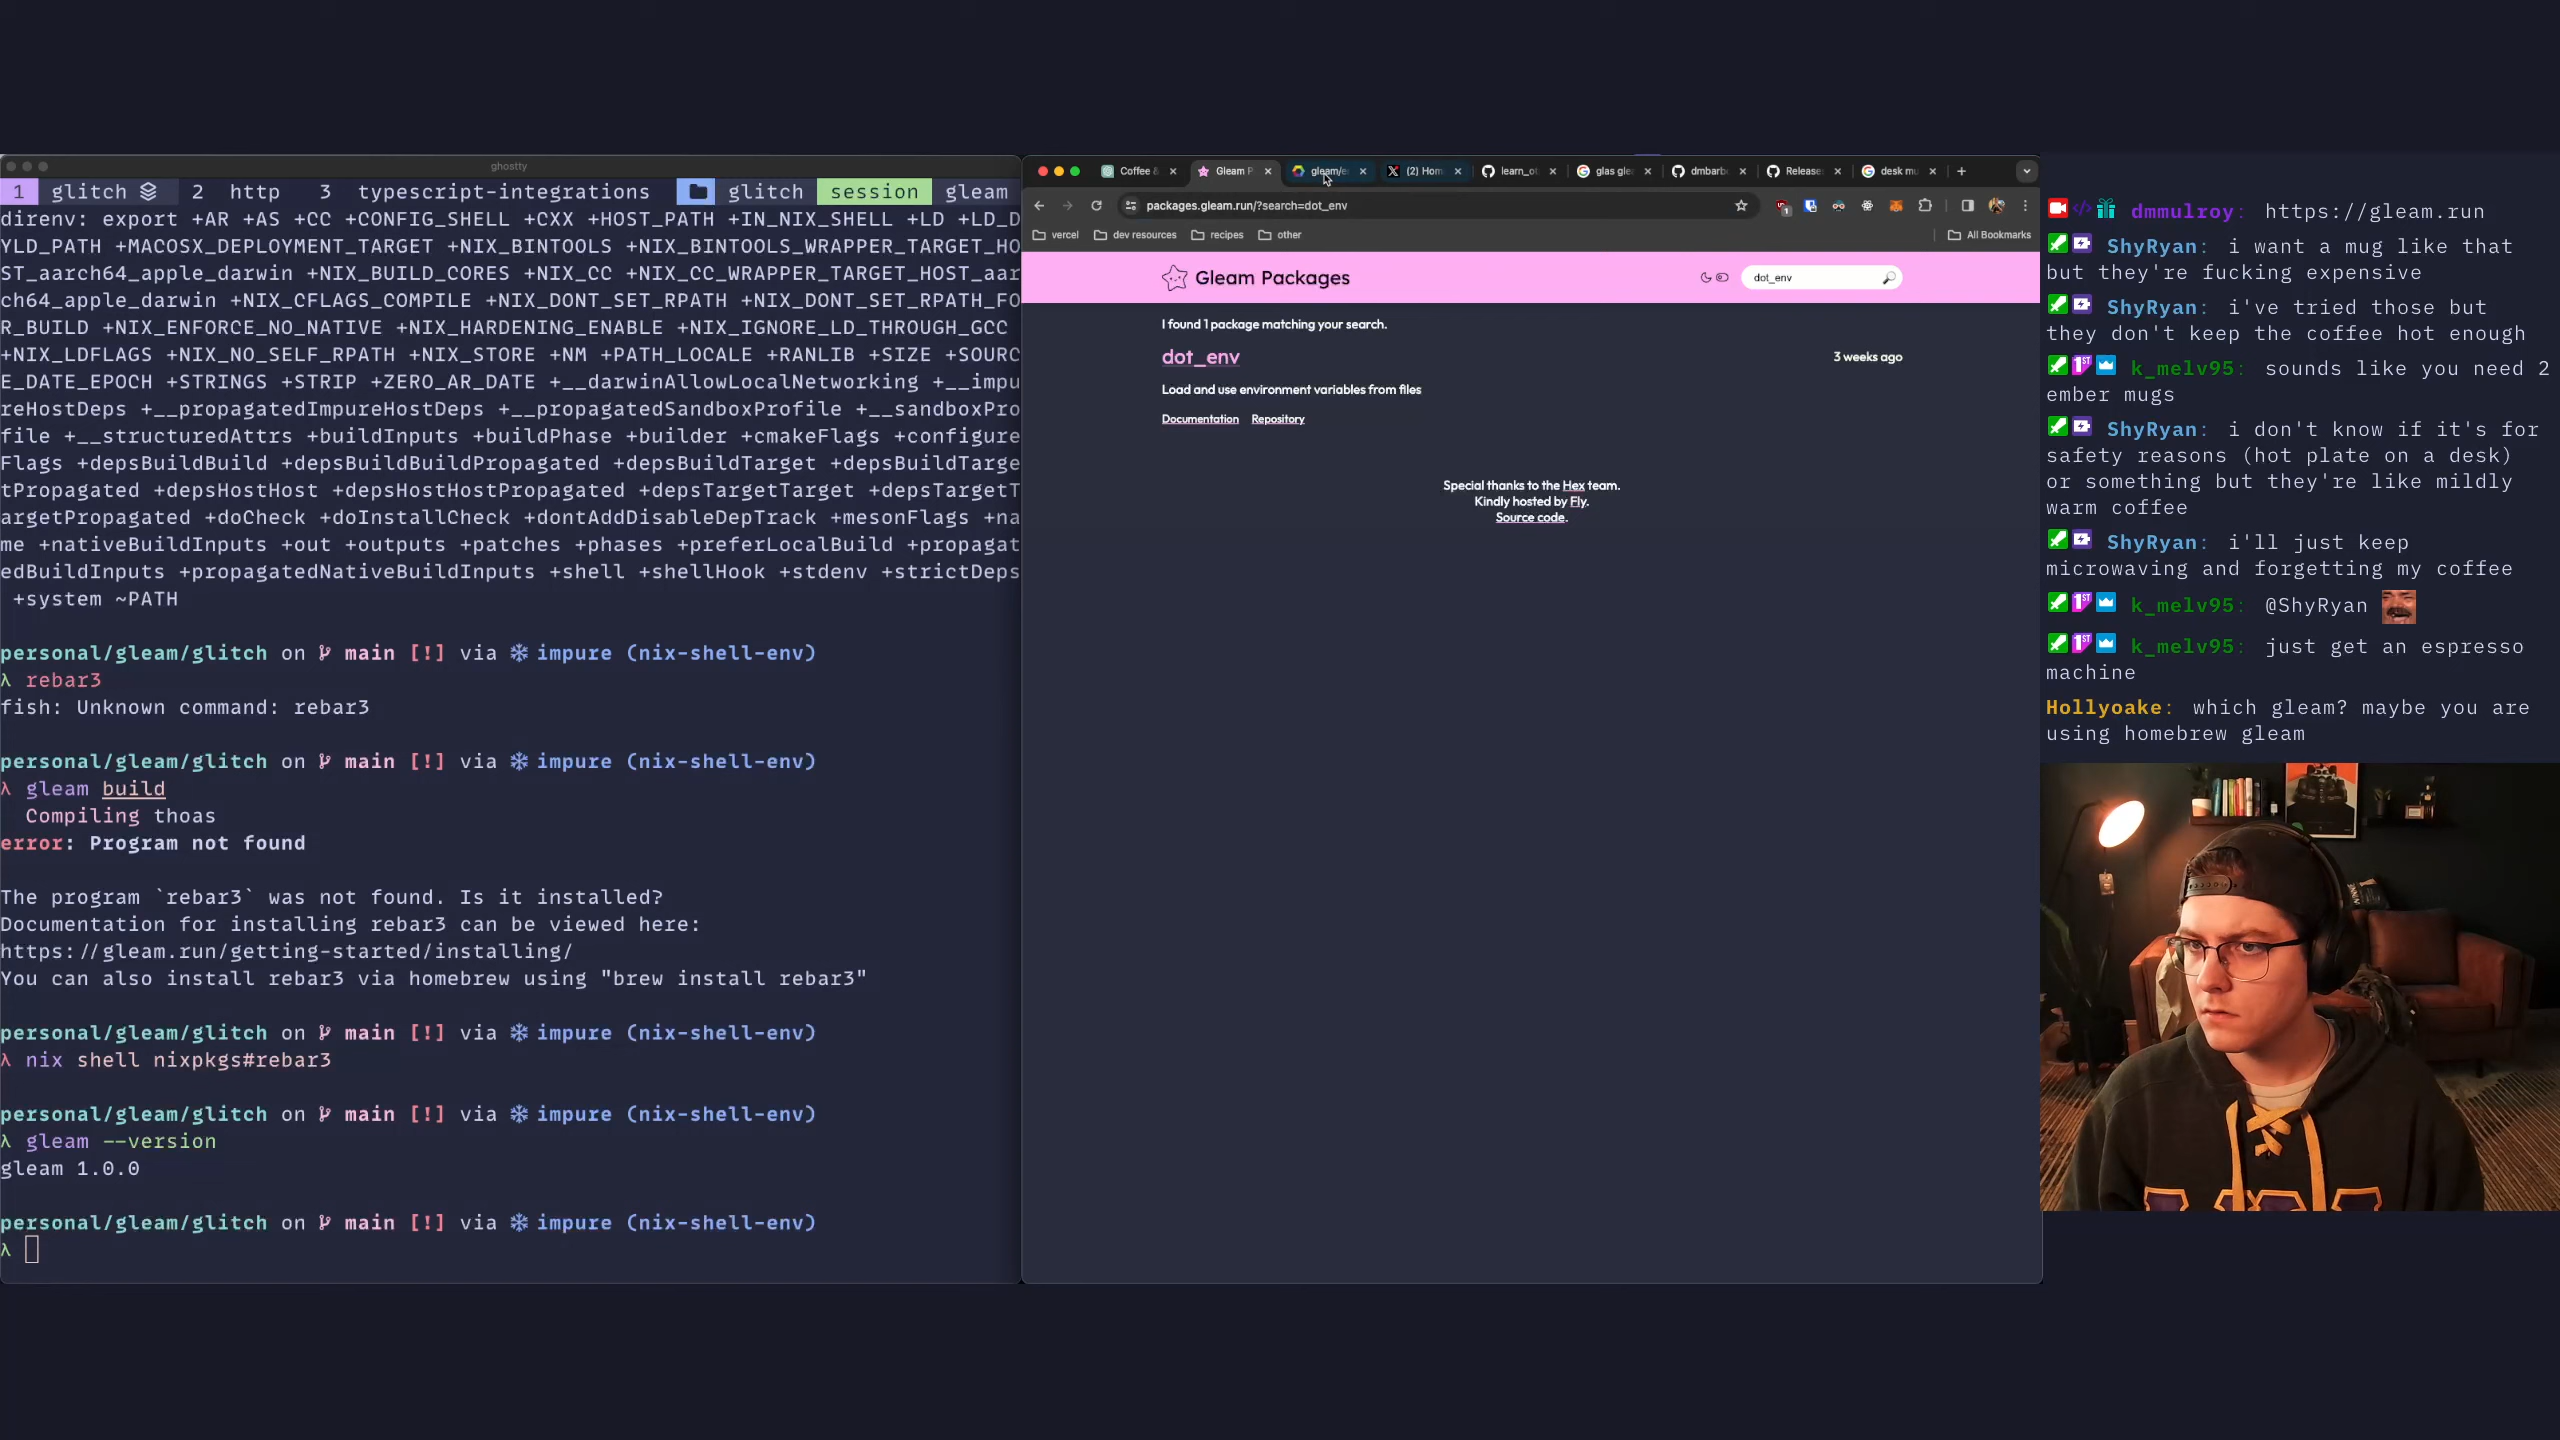 ghostty
1 glitch 2 http 3 typescript-integrations glitch session gleam
direnv: export +AR +AS +CC +CONFIG_SHELL +CXX +HOST_PATH +IN_NIX_SHELL +LD +LD_D
YLD_PATH +MACOSX_DEPLOYMENT_TARGET +NIX_BINTOOLS +NIX_BINTOOLS_WRAPPER_TARGET_HO
ST_aarch64_apple_darwin +NIX_BUILD_CORES +NIX_CC +NIX_CC_WRAPPER_TARGET_HOST_aar
ch64_apple_darwin +NIX_CFLAGS_COMPILE +NIX_DONT_SET_RPATH +NIX_DONT_SET_RPATH_FO
R_BUILD +NIX_ENFORCE_NO_NATIVE +NIX_HARDENING_ENABLE +NIX_IGNORE_LD_THROUGH_GCC
+NIX_LDFLAGS +NIX_NO_SELF_RPATH +NIX_STORE +NM +PATH_LOCALE +RANLIB +SIZE +SOURC
E_DATE_EPOCH +STRINGS +STRIP +ZERO_AR_DATE +__darwinAllowLocalNetworking +__impu
reHostDeps +__propagatedImpureHostDeps +__propagatedSandboxProfile +__sandboxPro
file +__structuredAttrs +buildInputs +buildPhase +builder +cmakeFlags +configure
Flags +depsBuildBuild +depsBuildBuildPropagated +depsBuildTarget +depsBuildTarge
tPropagated +depsHostHost +depsHostHostPropagated +depsTargetTarget +depsTargetT
argetPropagated +doCheck +doInstallCheck +dontAddDisableDepTrack +mesonFlags +na
me +nativeBuildInputs +out +outputs +patches +phases +preferLocalBuild +propagat
edBuildInputs +propagatedNativeBuildInputs +shell +shellHook +stdenv +strictDeps
+system ~PATH
personal/gleam/glitch on main [!] via ❄ impure (nix-shell-env)
λ rebar3
fish: Unknown command: rebar3
personal/gleam/glitch on main [!] via ❄ impure (nix-shell-env)
λ gleam build
Compiling thoas
error: Program not found
The program `rebar3` was not found. Is it installed?
Documentation for installing rebar3 can be viewed here:
https://gleam.run/getting-started/installing/
You can also install rebar3 via homebrew using "brew install rebar3"
personal/gleam/glitch on main [!] via ❄ impure (nix-shell-env)
λ nix shell nixpkgs#rebar3
personal/gleam/glitch on main [!] via ❄ impure (nix-shell-env)
λ gleam --version
gleam 1.0.0
personal/gleam/glitch on main [!] via ❄ impure (nix-shell-env)
λ
Coffee & Gleam P gleam/e (2) Hom learn_ot glas glea dmbarb Release desk mu
packages.gleam.run/?search=dot_env
vercel dev resources recipes other All Bookmarks
Gleam Packages
dot_env
I found 1 package matching your search.
dot_env
3 weeks ago
Load and use environment variables from files
Documentation Repository
Special thanks to the Hex team.
Kindly hosted by Fly.
Source code.
dmmulroy: https://gleam.run
ShyRyan: i want a mug like that
but they're fucking expensive
ShyRyan: i've tried those but
they don't keep the coffee hot enough
k_melv95: sounds like you need 2
ember mugs
ShyRyan: i don't know if it's for
safety reasons (hot plate on a desk)
or something but they're like mildly
warm coffee
ShyRyan: i'll just keep
microwaving and forgetting my coffee
k_melv95: @ShyRyan
k_melv95: just get an espresso
machine
Hollyoake: which gleam? maybe you are
using homebrew gleam